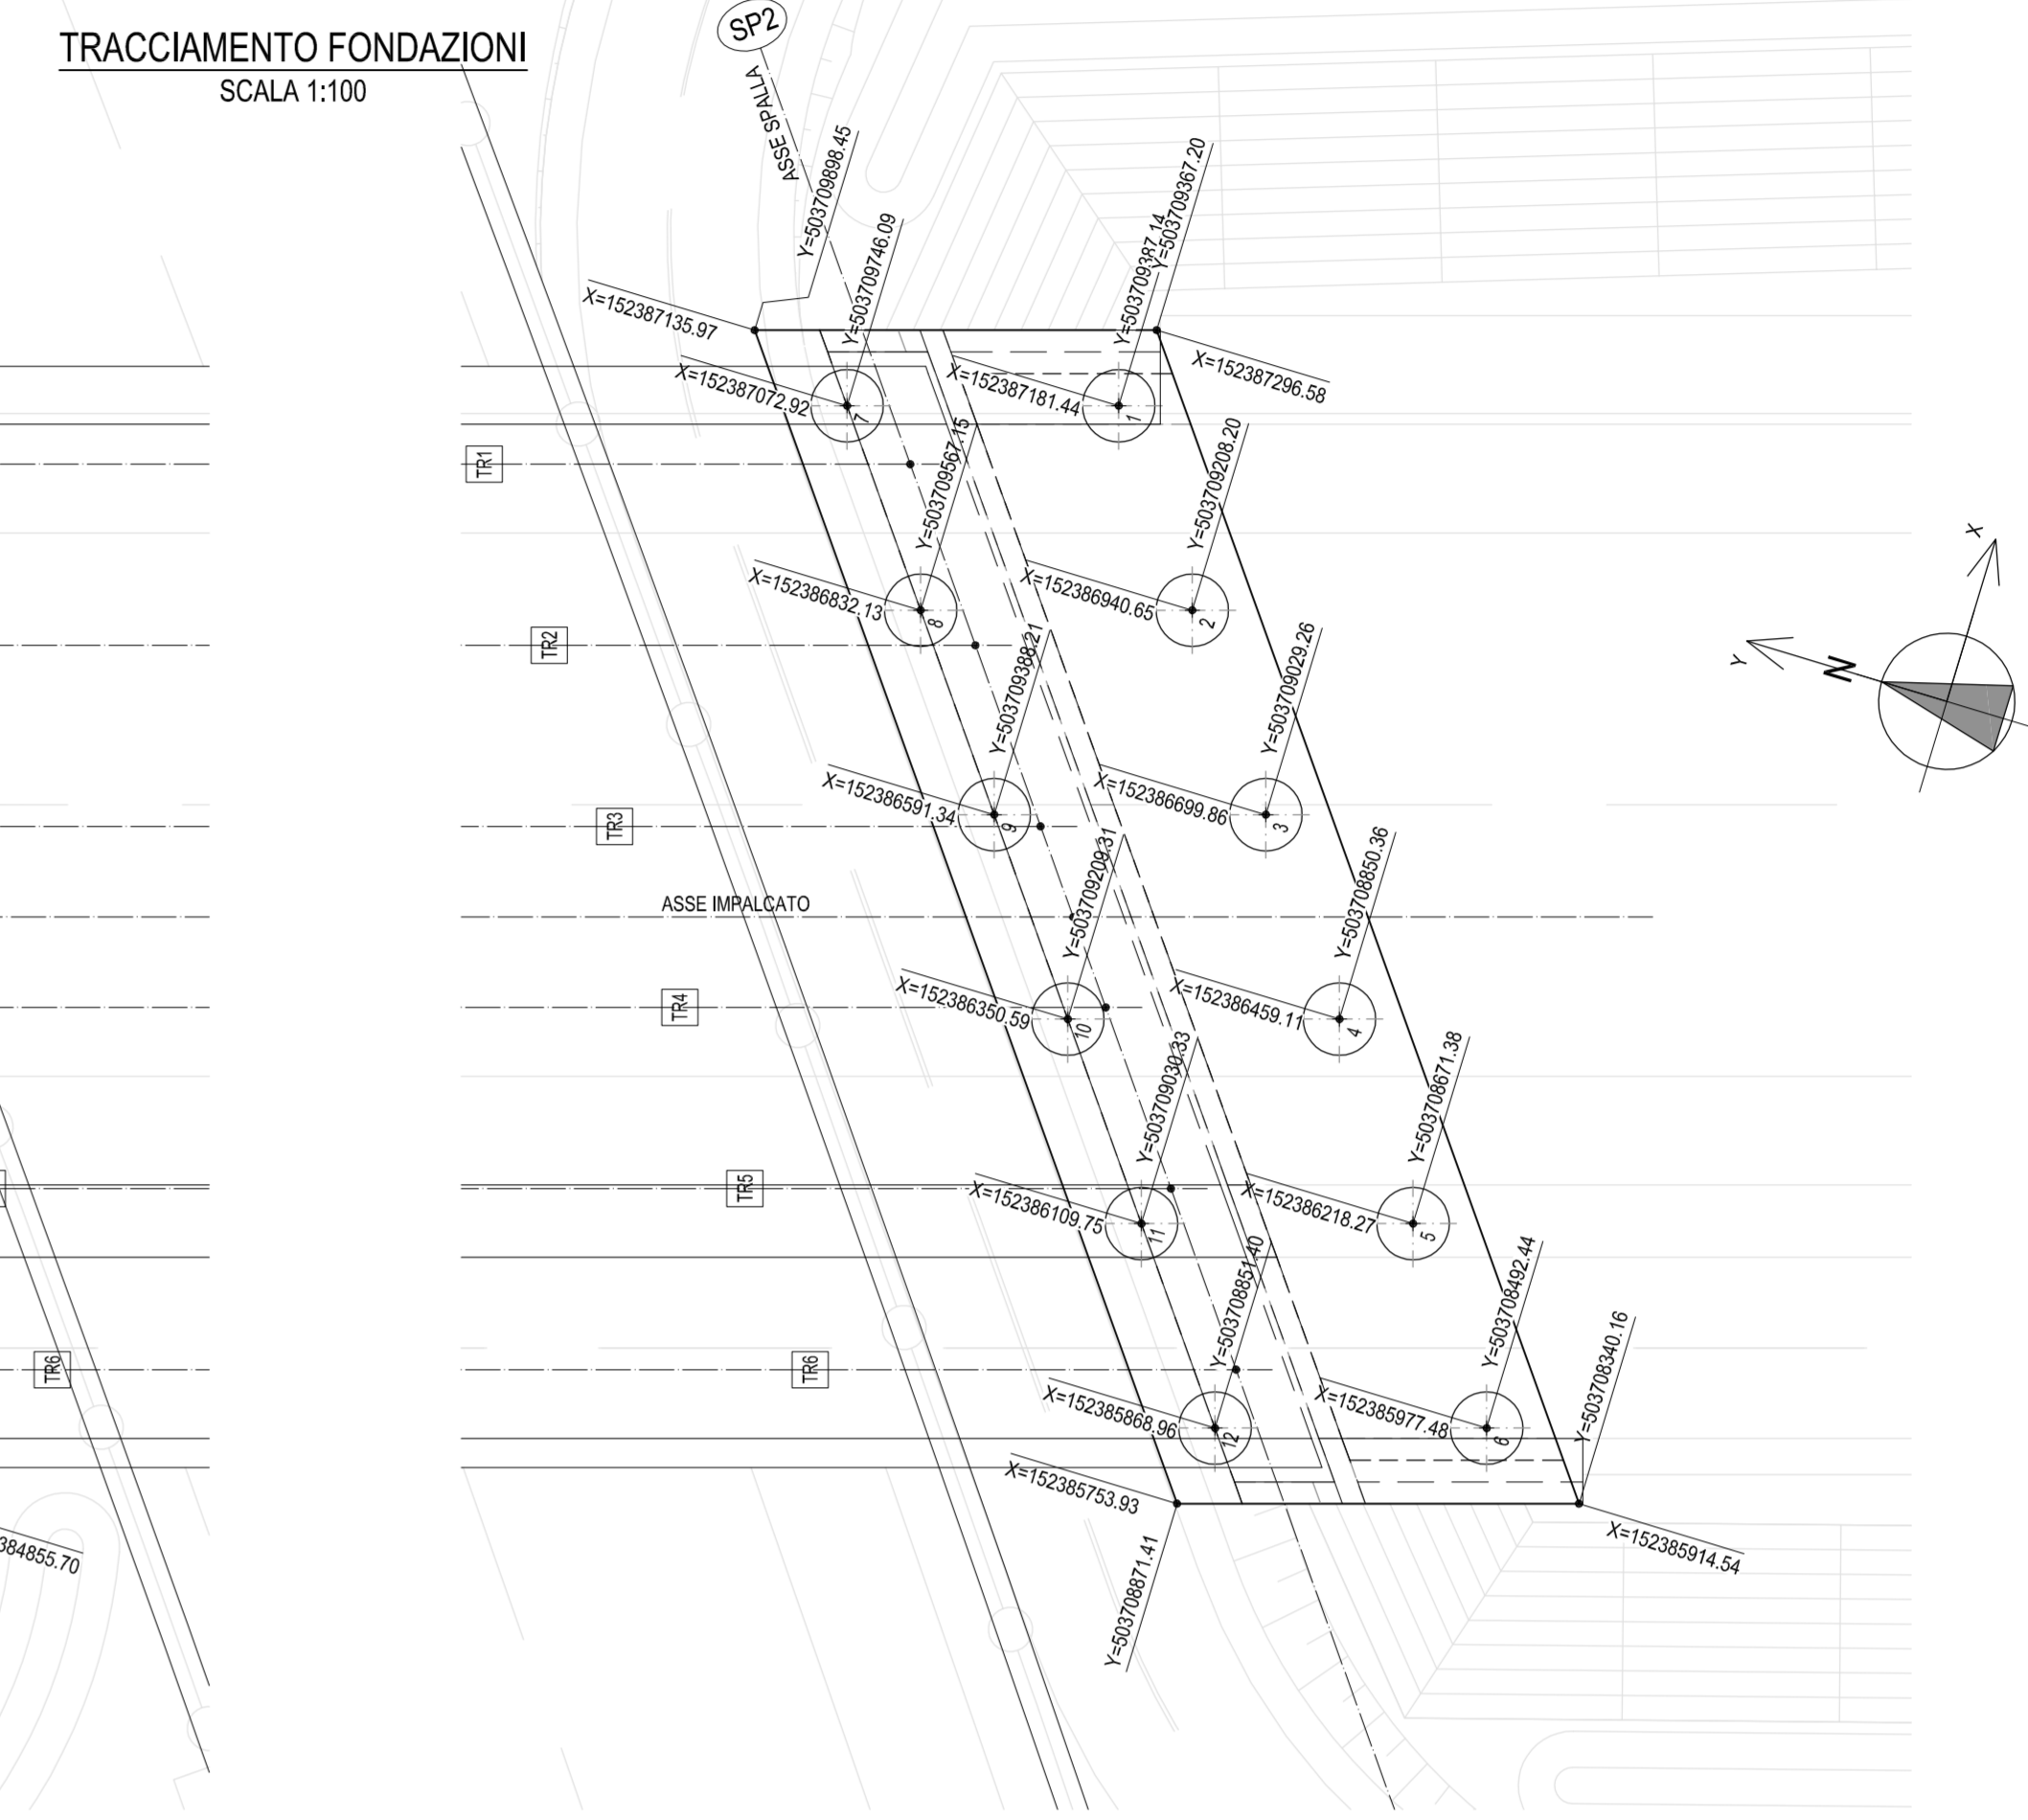 TRACCIAMENTO FONDAZIONI
SCALA 1:100
SP2
ASSE SPALLA
Y=503709898.45
Y=503709746.09
Y=503709387.14
Y=503709367.20
X=152387135.97
X=152387072.92
7
X=152387181.44
1
X=152387296.58
TR1
Y=503709567.15
Y=503709208.20
X=152386832.13
8
X=152386940.65
2
TR2
Y=503709388.21
Y=503709029.26
X
Y
N
X=152386591.34
9
X=152386699.86
3
TR3
ASSE IMPALCATO
Y=503709209.31
Y=503708850.36
X=152386350.59
10
X=152386459.11
4
TR4
Y=503709030.33
Y=503708671.38
X=152386109.75
11
X=152386218.27
5
TR5
Y=503708851.40
Y=503708492.44
TR6
TR6
X=152385868.96
12
X=152385977.48
6
Y=503708340.16
X=152385753.93
Y=503708871.41
X=152385914.54
384855.70